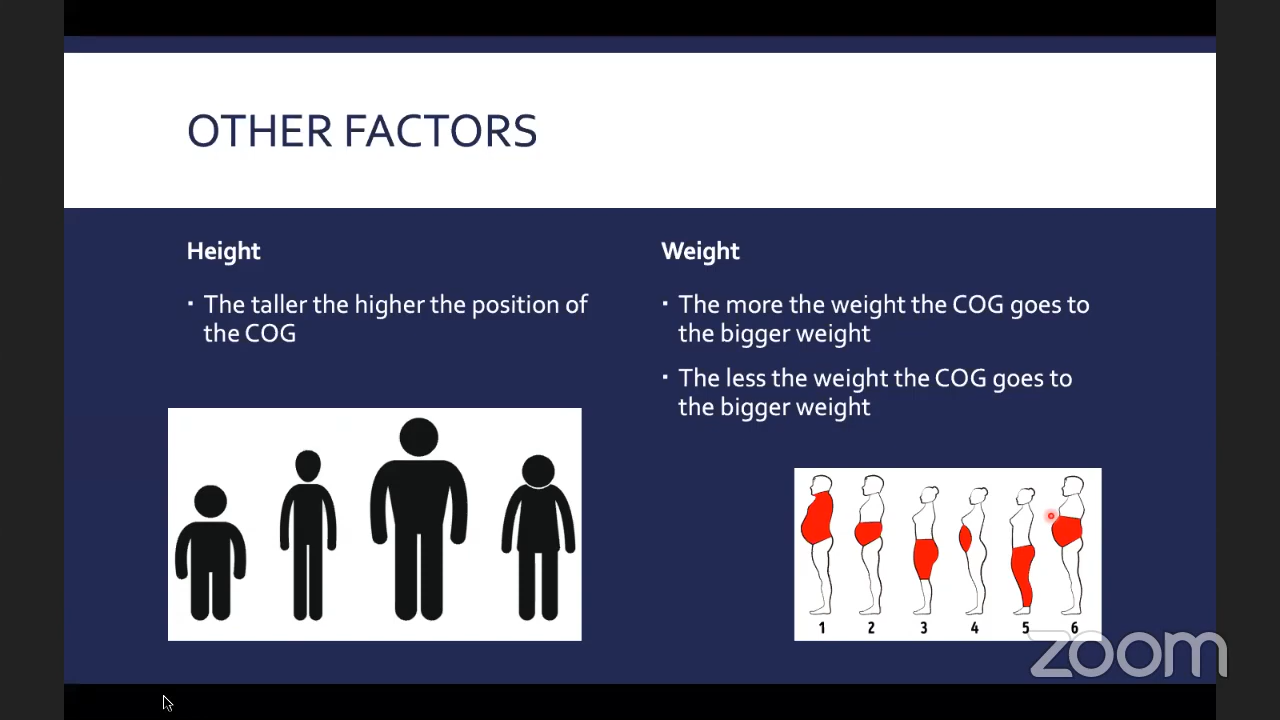 OTHER FACTORS
Height
▪ The taller the higher the position of
the COG
Weight
▪ The more the weight the COG goes to
the bigger weight
▪ The less the weight the COG goes to
the bigger weight
1 2 3 4 5 6
zoom